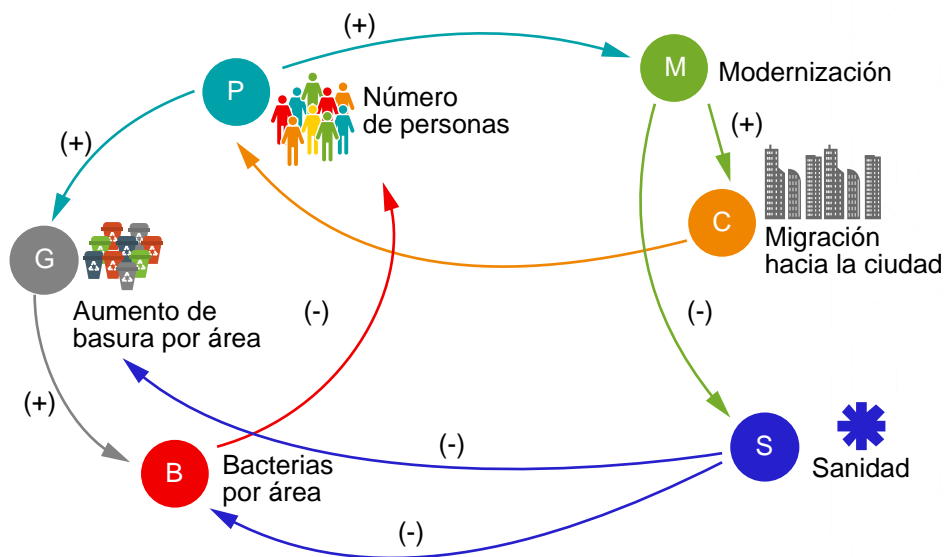 (+)
P
Número
de personas
M
Modernización
(+)
(+)
C
Migración
hacia la ciudad
G
Aumento de
basura por área
(-)
(-)
(+)
(-)
S
Sanidad
B
Bacterias
por área
(-)